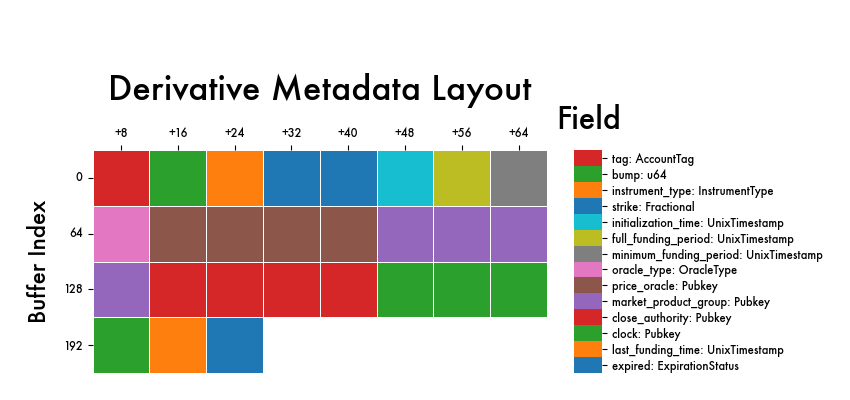 Derivative Metadata Layout
Field
+8 +16 +24 +32 +40 +48 +56 +64
0
64
128
192
Buffer Index
tag: AccountTag
bump: u64
instrument_type: InstrumentType
strike: Fractional
initialization_time: UnixTimestamp
full_funding_period: UnixTimestamp
minimum_funding_period: UnixTimestamp
oracle_type: OracleType
price_oracle: Pubkey
market_product_group: Pubkey
close_authority: Pubkey
clock: Pubkey
last_funding_time: UnixTimestamp
expired: ExpirationStatus